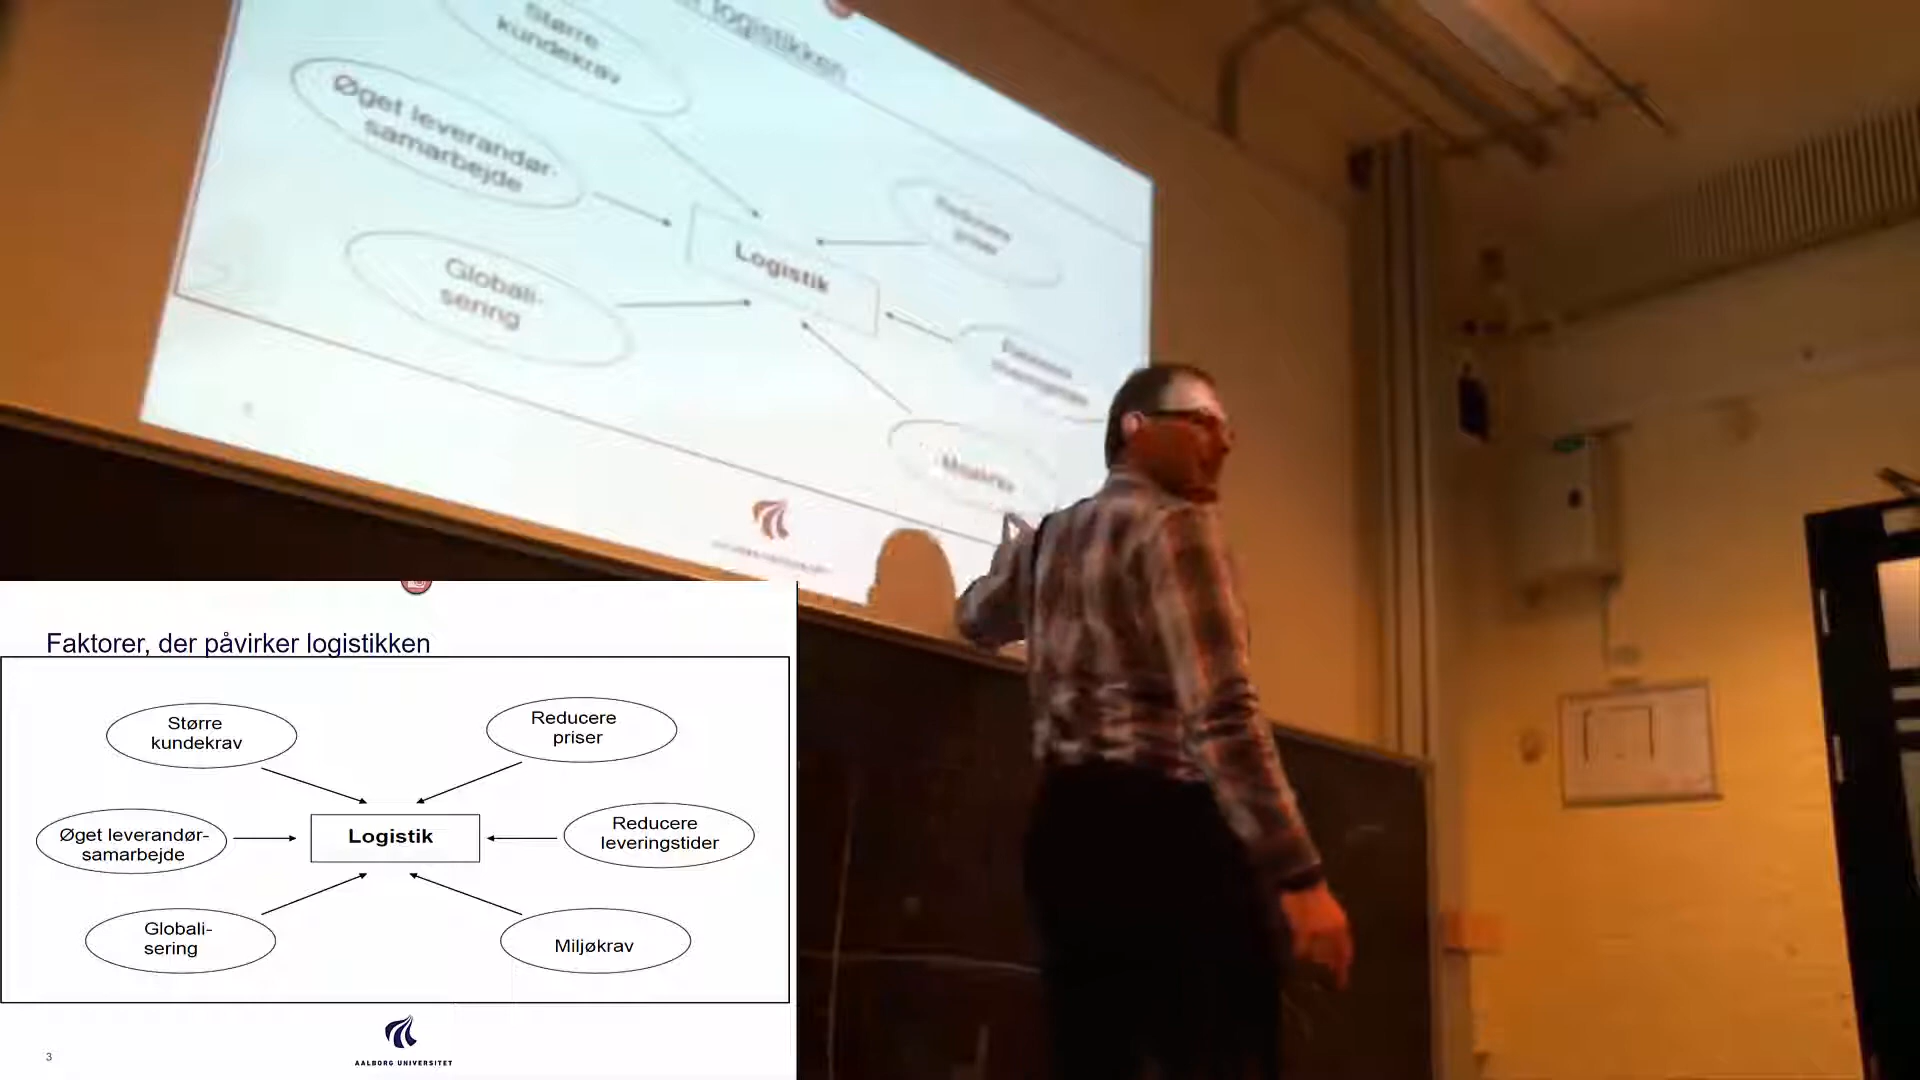 logistikken
Større
kundekrav
Øget leverandør-
samarbejde
Globali-
sering
Logistik
priser
Faktorer, der påvirker logistikken
Større
kundekrav
Reducere
priser
Øget leverandør-
samarbejde
Logistik
Reducere
leveringstider
Globali-
sering
Miljøkrav
3
AALBORG UNIVERSITET